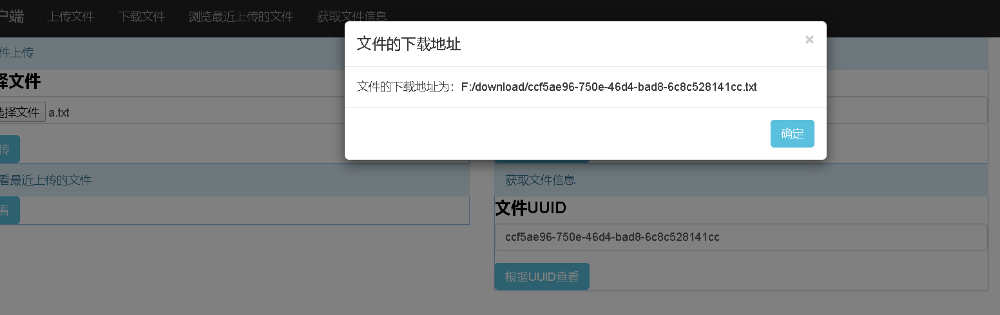 户端 上传文件 下载文件 浏览最近上传的文件 获取文件信息
文件的下载地址 ×
文件的下载地址为：F:/download/ccf5ae96-750e-46d4-bad8-6c8c528141cc.txt
确定
件上传
择文件
选择文件 a.txt
传
看最近上传的文件
看
获取文件信息
文件UUID
ccf5ae96-750e-46d4-bad8-6c8c528141cc
根据UUID查看